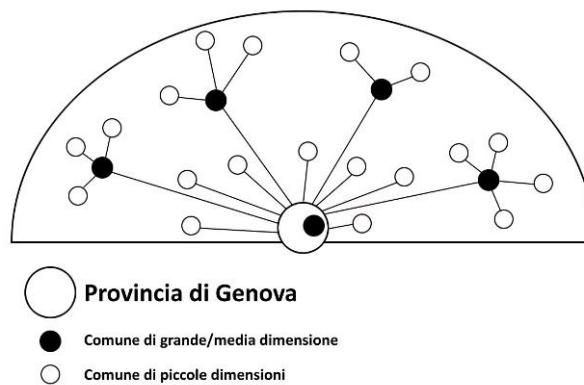 Provincia di Genova
Comune di grande/media dimensione
Comune di piccole dimensioni